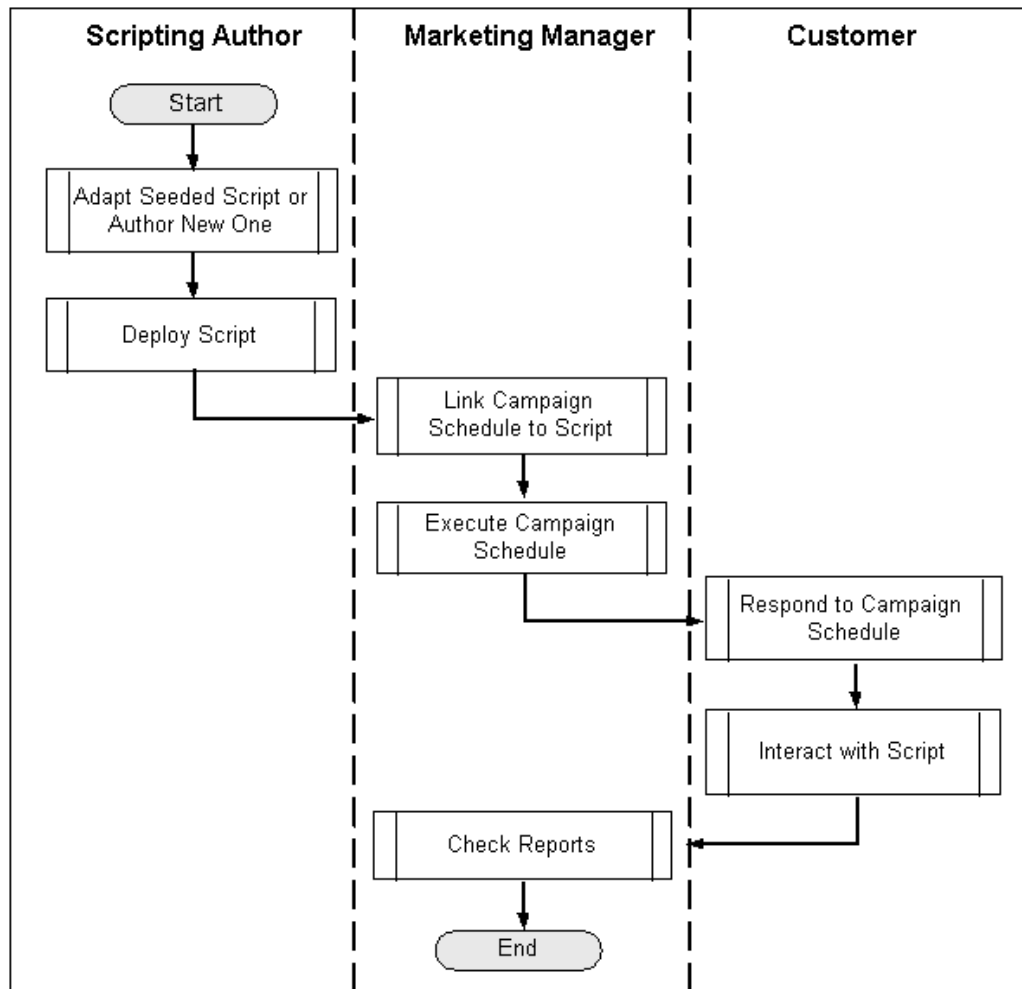 Scripting Author
Marketing Manager
Customer
Start
Adapt Seeded Script or
Author New One
Deploy Script
Link Campaign
Schedule to Script
Execute Campaign
Schedule
Respond to Campaign
Schedule
Interact with Script
Check Reports
End